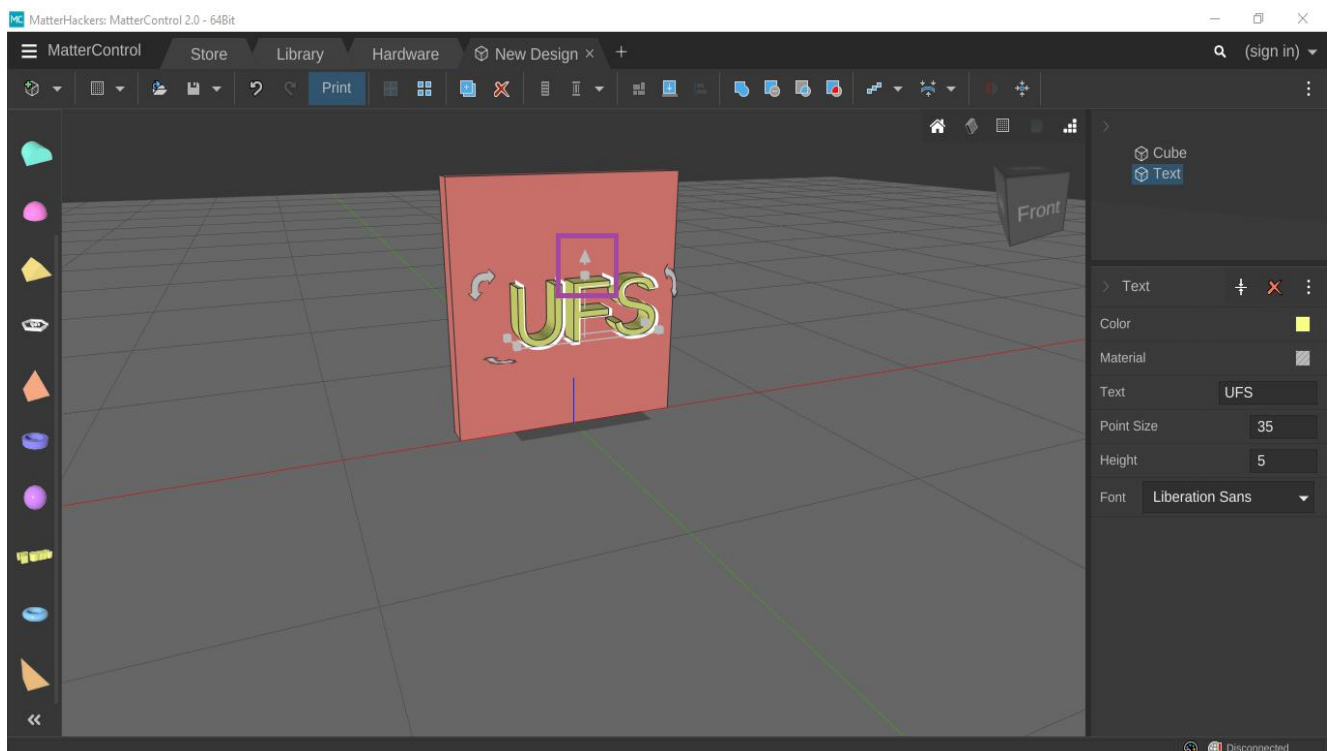 MC MatterHackers: MatterControl 2.0 - 64Bit
MatterControl Store Library Hardware New Design × + (sign in)
Print
Cube
Text
Front
UFS
Text
Color
Material
Text UFS
Point Size 35
Height 5
Font Liberation Sans
Disconnected